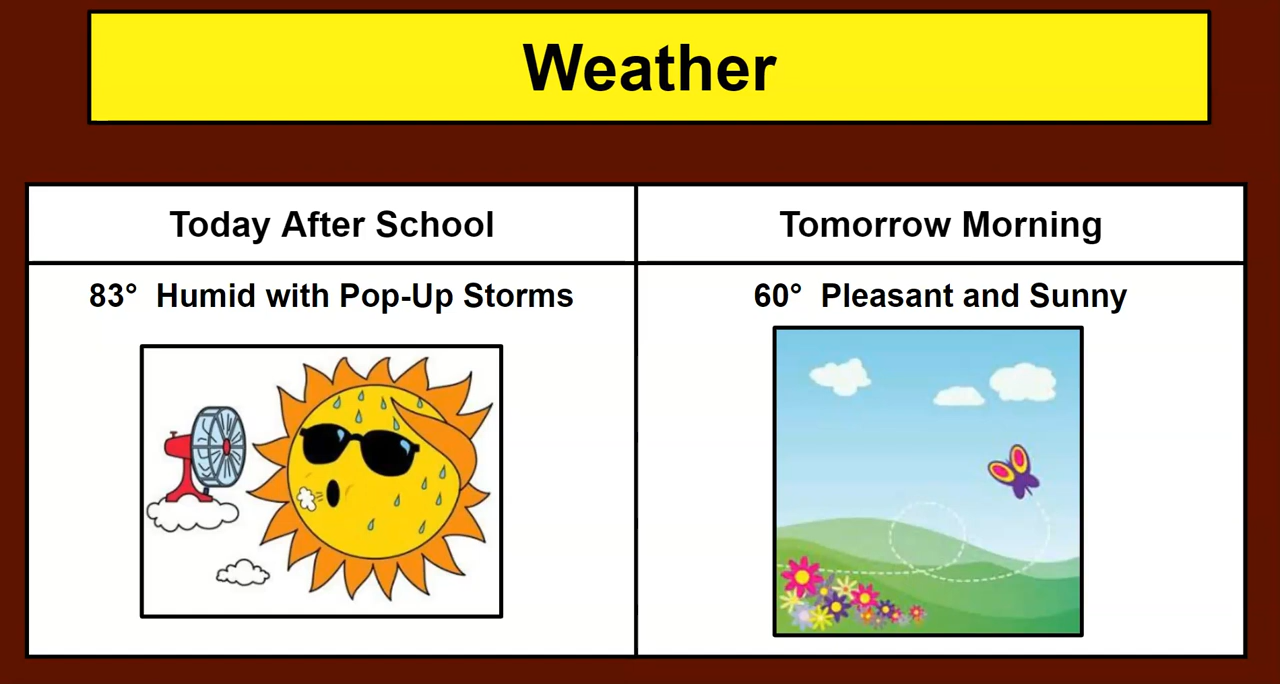 Weather
Today After School
Tomorrow Morning
83° Humid with Pop-Up Storms
60° Pleasant and Sunny